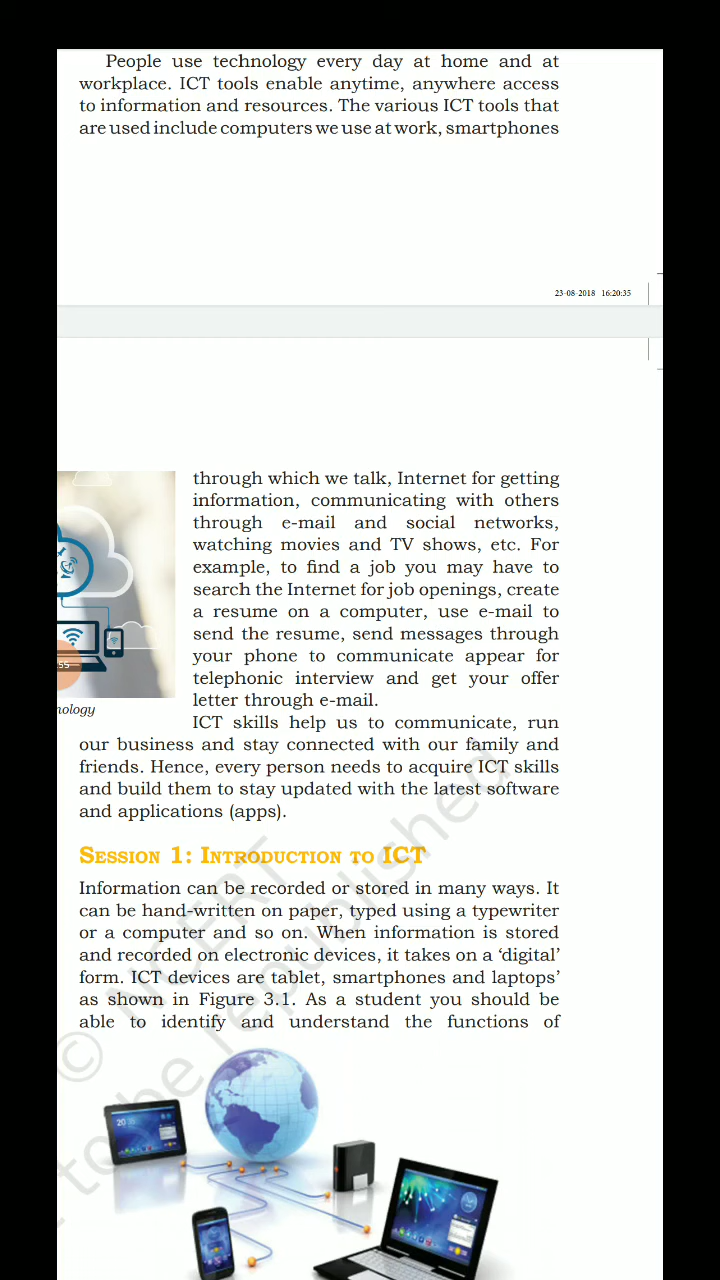 People use technology every day at home and at
workplace. ICT tools enable anytime, anywhere access
to information and resources. The various ICT tools that
are used include computers we use at work, smartphones
23-08-2018 16:20:35
through which we talk, Internet for getting
information, communicating with others
through e-mail and social networks,
watching movies and TV shows, etc. For
example, to find a job you may have to
search the Internet for job openings, create
a resume on a computer, use e-mail to
send the resume, send messages through
your phone to communicate appear for
telephonic interview and get your offer
letter through e-mail.
ss
nology
ICT skills help us to communicate, run
our business and stay connected with our family and
friends. Hence, every person needs to acquire ICT skills
and build them to stay updated with the latest software
and applications (apps).
Session 1: Introduction to ICT
Information can be recorded or stored in many ways. It
can be hand-written on paper, typed using a typewriter
or a computer and so on. When information is stored
and recorded on electronic devices, it takes on a ‘digital’
form. ICT devices are tablet, smartphones and laptops’
as shown in Figure 3.1. As a student you should be
able to identify and understand the functions of
© NCERT
to be republished
20